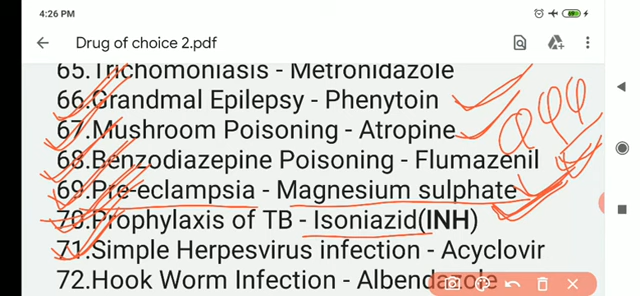 4:26 PM
69
Drug of choice 2.pdf
65.Trichomoniasis - Metronidazole
66.Grandmal Epilepsy - Phenytoin
67.Mushroom Poisoning - Atropine
68.Benzodiazepine Poisoning - Flumazenil
69.Pre-eclampsia - Magnesium sulphate
70.Prophylaxis of TB - Isoniazid(INH)
71.Simple Herpesvirus infection - Acyclovir
72.Hook Worm Infection - Albendazole